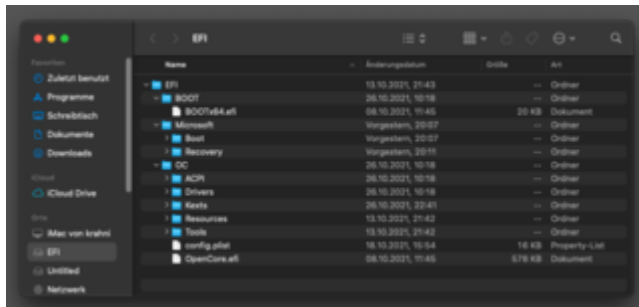 EFI
Name Änderungsdatum Größe Art
Favoriten
Zuletzt benutzt
Programme
Schreibtisch
Dokumente
Downloads
iCloud
iCloud Drive
Orte
iMac von krahni
EFI
Untitled
Netzwerk
EFI 13.10.2021, 21:43 -- Ordner
BOOT 26.10.2021, 10:18 -- Ordner
BOOTx64.efi 08.10.2021, 11:45 20 KB Dokument
Microsoft Vorgestern, 20:07 -- Ordner
Boot Vorgestern, 20:07 -- Ordner
Recovery Vorgestern, 20:11 -- Ordner
OC 26.10.2021, 10:18 -- Ordner
ACPI 26.10.2021, 10:18 -- Ordner
Drivers 26.10.2021, 10:18 -- Ordner
Kexts 26.10.2021, 22:41 -- Ordner
Resources 13.10.2021, 21:42 -- Ordner
Tools 13.10.2021, 21:42 -- Ordner
config.plist 18.10.2021, 15:54 16 KB Property-List
OpenCore.efi 08.10.2021, 11:45 578 KB Dokument